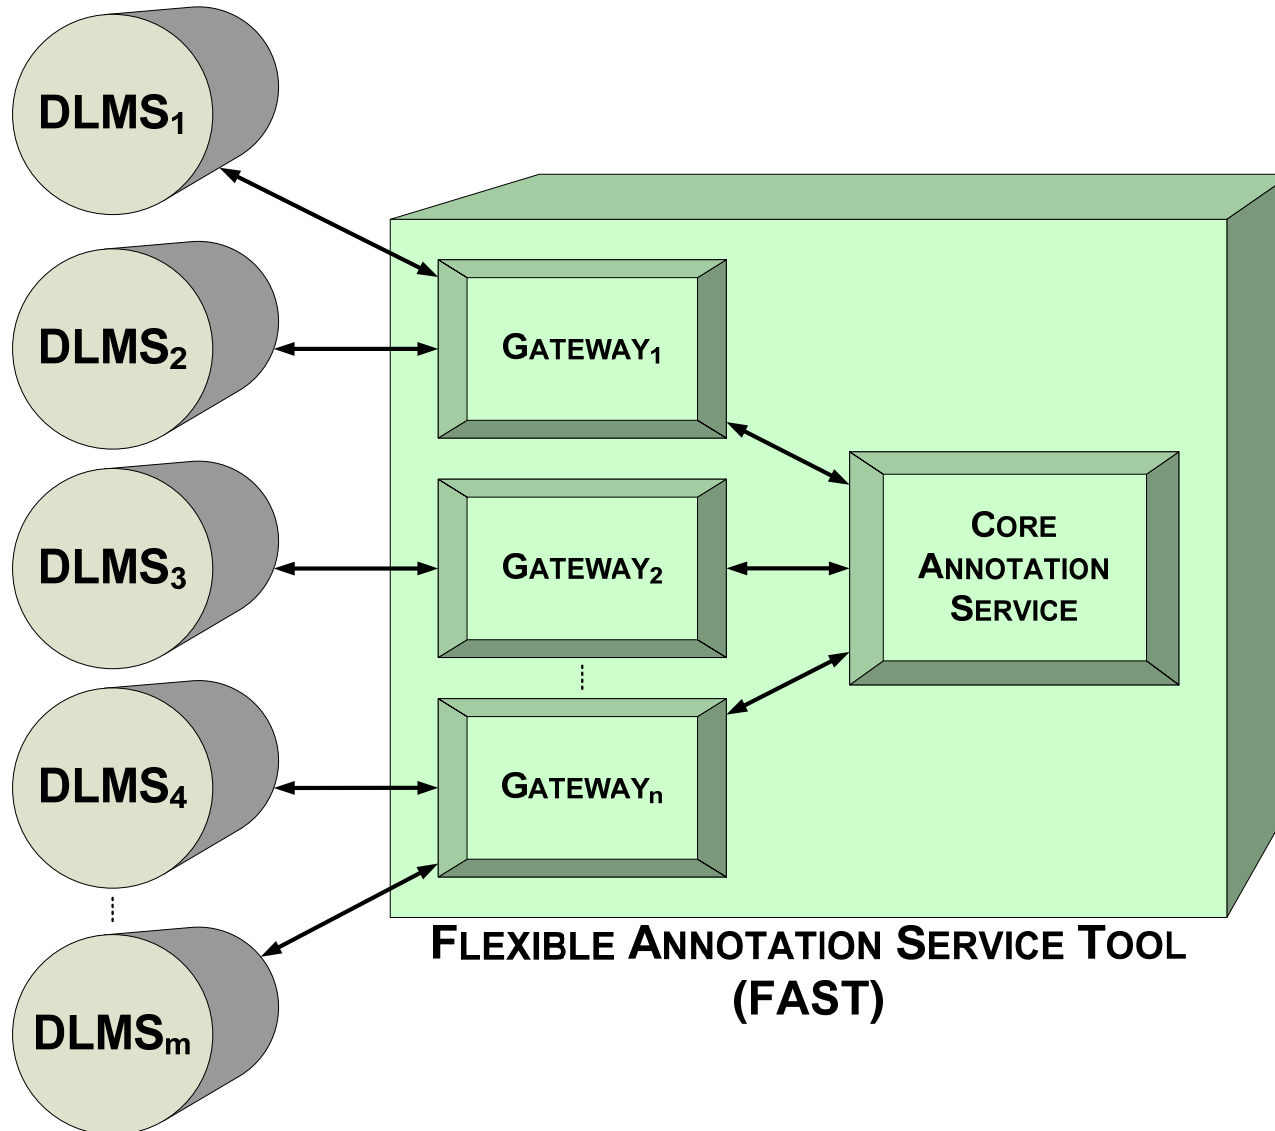 DLMS₁
DLMS₂
DLMS₃
DLMS₄
DLMSₘ
GATEWAY₁
GATEWAY₂
GATEWAYₙ
CORE
ANNOTATION
SERVICE
FLEXIBLE ANNOTATION SERVICE TOOL
(FAST)